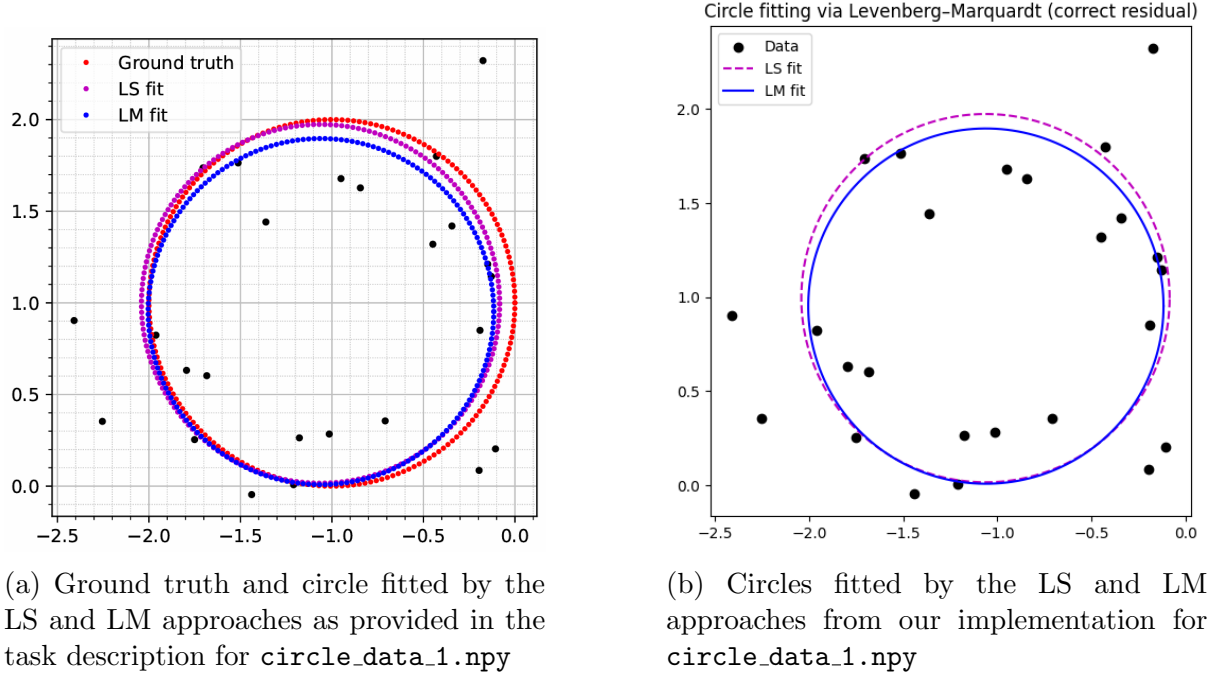 Ground truth
LS fit
LM fit
2.0
1.5
1.0
0.5
0.0
−2.5 −2.0 −1.5 −1.0 −0.5 0.0
(a) Ground truth and circle fitted by the
LS and LM approaches as provided in the
task description for circle_data_1.npy
Circle fitting via Levenberg–Marquardt (correct residual)
Data
LS fit
LM fit
2.0
1.5
1.0
0.5
0.0
−2.5 −2.0 −1.5 −1.0 −0.5 0.0
(b) Circles fitted by the LS and LM
approaches from our implementation for
circle_data_1.npy